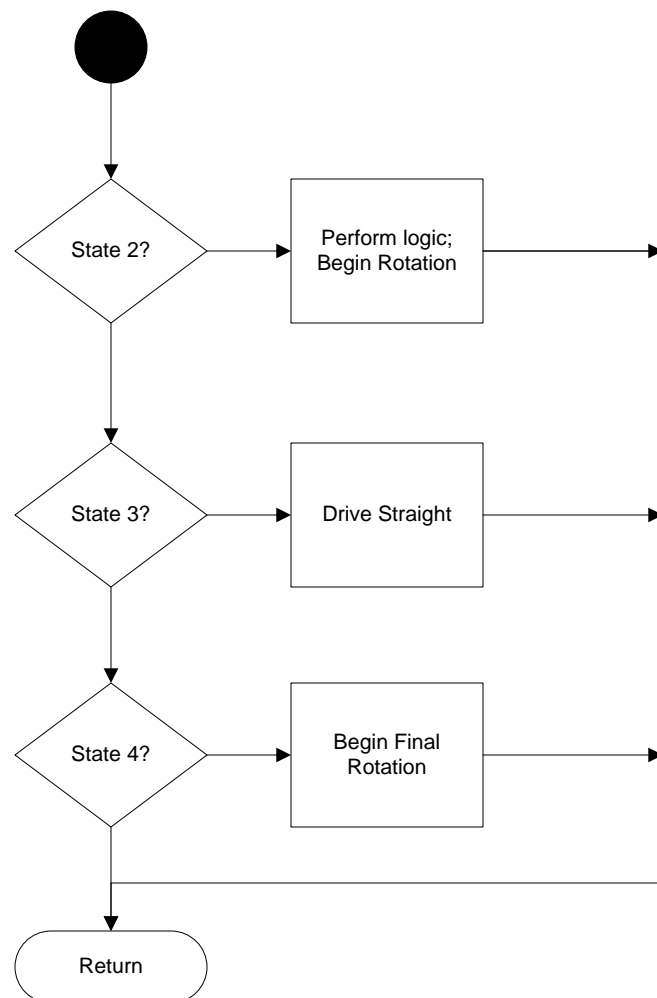 State 2?
Perform logic;
Begin Rotation
State 3?
Drive Straight
State 4?
Begin Final
Rotation
Return